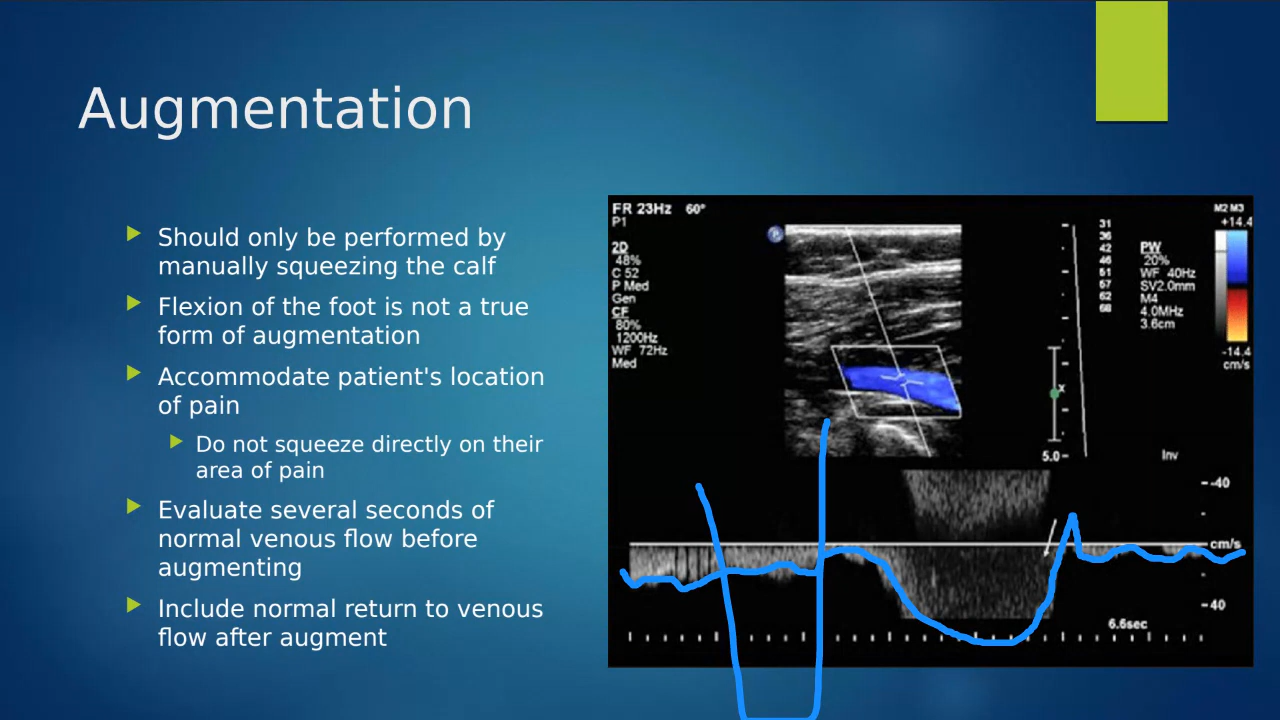 Augmentation
Should only be performed by
manually squeezing the calf
Flexion of the foot is not a true
form of augmentation
Accommodate patient's location
of pain
Do not squeeze directly on their
area of pain
Evaluate several seconds of
normal venous flow before
augmenting
Include normal return to venous
flow after augment
FR 23Hz 60°
P1
2D
48%
C 52
P Med
Gen
CF
80%
1200Hz
WF 72Hz
Med
P
x
5.0
31
36
42
46
51
57
62
68
PW
20%
WF 40Hz
SV2.0mm
M4
4.0MHz
3.6cm
M2 M3
+14.4
-14.4
cm/s
Inv
-40
cm/s
40
6.6sec